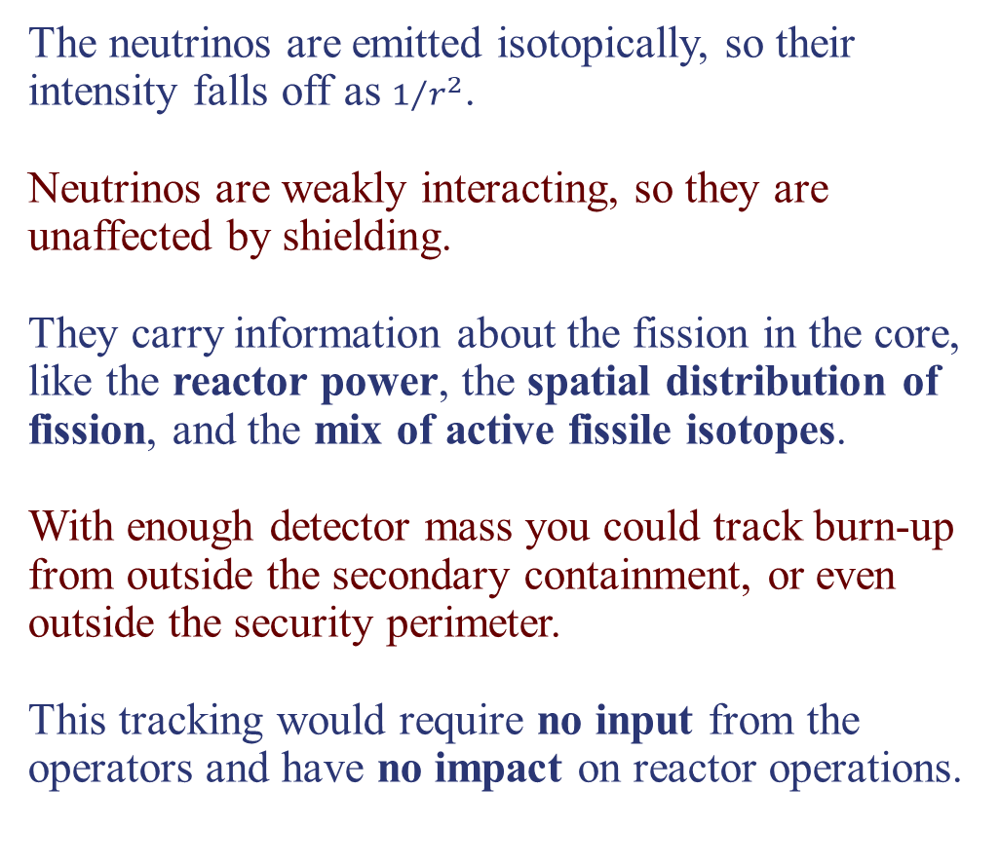 The neutrinos are emitted isotopically, so their
intensity falls off as 1/r².
Neutrinos are weakly interacting, so they are
unaffected by shielding.
They carry information about the fission in the core,
like the reactor power, the spatial distribution of
fission, and the mix of active fissile isotopes.
With enough detector mass you could track burn-up
from outside the secondary containment, or even
outside the security perimeter.
This tracking would require no input from the
operators and have no impact on reactor operations.